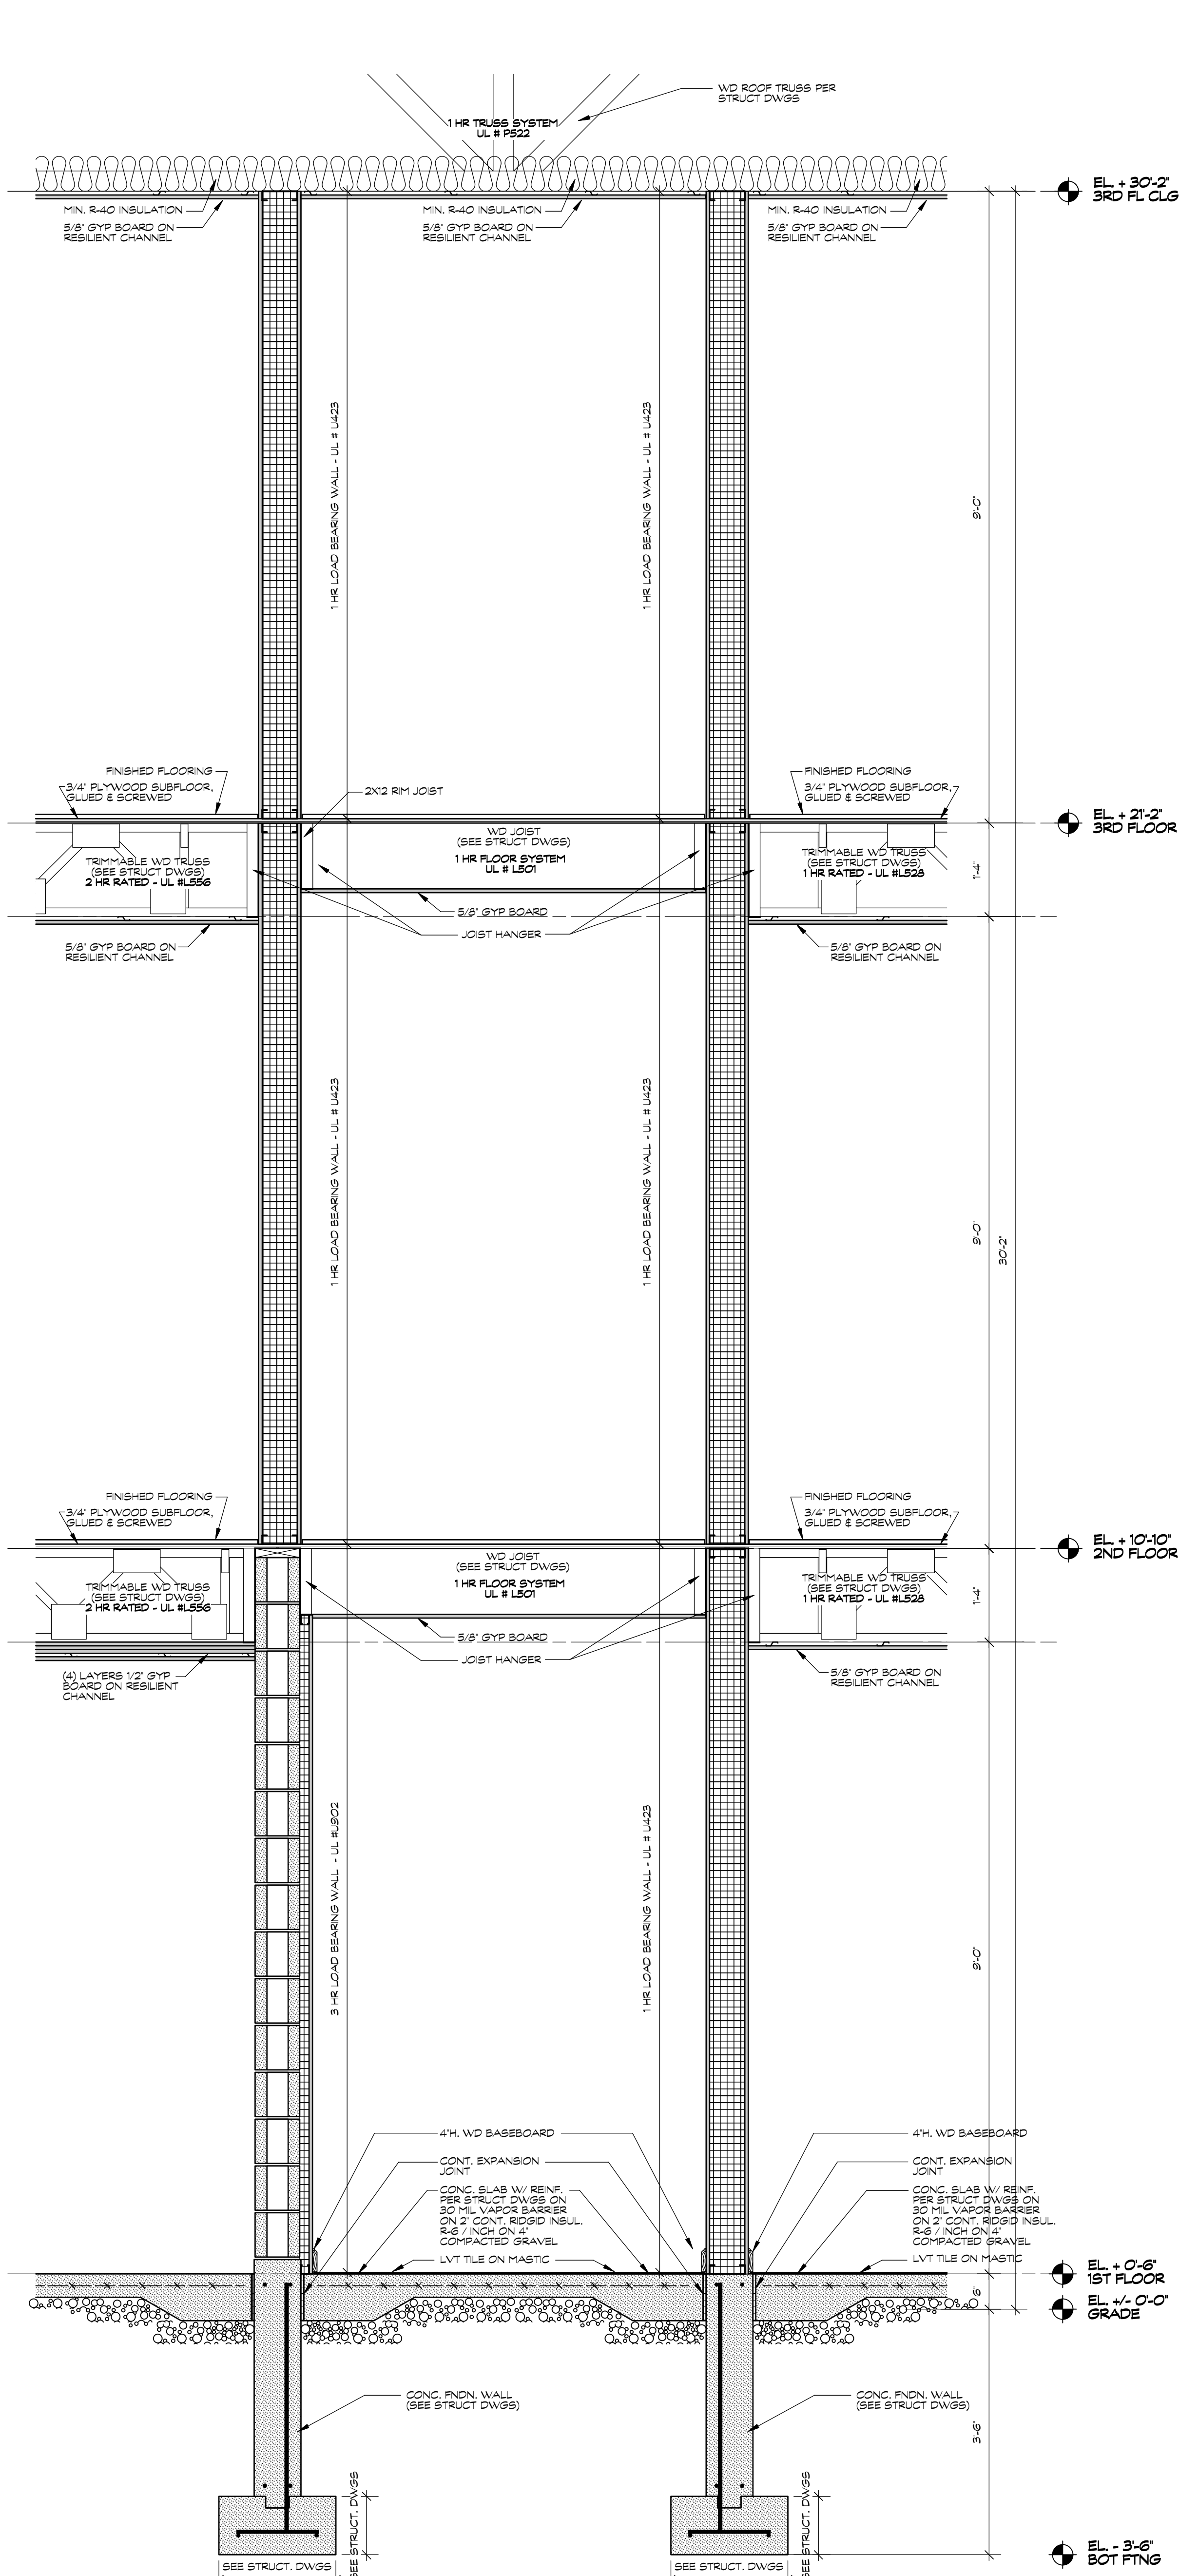 WD ROOF TRUSS PER
STRUCT DWGS
1 HR TRUSS SYSTEM
UL # P522
EL. + 30'-2"
3RD FL CLG
MIN. R-40 INSULATION
5/8" GYP BOARD ON
RESILIENT CHANNEL
MIN. R-40 INSULATION
5/8" GYP BOARD ON
RESILIENT CHANNEL
MIN. R-40 INSULATION
5/8" GYP BOARD ON
RESILIENT CHANNEL
1 HR LOAD BEARING WALL - UL # U423
1 HR LOAD BEARING WALL - UL # U423
9'-0"
FINISHED FLOORING
3/4" PLYWOOD SUBFLOOR,
GLUED & SCREWED
2X12 RIM JOIST
FINISHED FLOORING
3/4" PLYWOOD SUBFLOOR,
GLUED & SCREWED
EL. + 21'-2"
3RD FLOOR
TRIMMABLE WD TRUSS
(SEE STRUCT DWGS)
2 HR RATED - UL #L556
WD JOIST
(SEE STRUCT DWGS)
1 HR FLOOR SYSTEM
UL # L501
TRIMMABLE WD TRUSS
(SEE STRUCT DWGS)
1 HR RATED - UL #L528
1'-4"
5/8" GYP BOARD
JOIST HANGER
5/8" GYP BOARD ON
RESILIENT CHANNEL
5/8" GYP BOARD ON
RESILIENT CHANNEL
1 HR LOAD BEARING WALL - UL # U423
1 HR LOAD BEARING WALL - UL # U423
9'-0"
30'-2"
FINISHED FLOORING
3/4" PLYWOOD SUBFLOOR,
GLUED & SCREWED
FINISHED FLOORING
3/4" PLYWOOD SUBFLOOR,
GLUED & SCREWED
EL. + 10'-10"
2ND FLOOR
TRIMMABLE WD TRUSS
(SEE STRUCT DWGS)
2 HR RATED - UL #L556
WD JOIST
(SEE STRUCT DWGS)
1 HR FLOOR SYSTEM
UL # L501
TRIMMABLE WD TRUSS
(SEE STRUCT DWGS)
1 HR RATED - UL #L528
1'-4"
5/8" GYP BOARD
JOIST HANGER
(4) LAYERS 1/2" GYP
BOARD ON RESILIENT
CHANNEL
5/8" GYP BOARD ON
RESILIENT CHANNEL
3 HR LOAD BEARING WALL - UL #U902
1 HR LOAD BEARING WALL - UL # U423
9'-0"
4"H. WD BASEBOARD
CONT. EXPANSION
JOINT
CONC. SLAB W/ REINF.
PER STRUCT DWGS ON
30 MIL VAPOR BARRIER
ON 2" CONT. RIDGID INSUL.
R-6 / INCH ON 4"
COMPACTED GRAVEL
LVT TILE ON MASTIC
4"H. WD BASEBOARD
CONT. EXPANSION
JOINT
CONC. SLAB W/ REINF.
PER STRUCT DWGS ON
30 MIL VAPOR BARRIER
ON 2" CONT. RIDGID INSUL.
R-6 / INCH ON 4"
COMPACTED GRAVEL
LVT TILE ON MASTIC
EL. + 0'-6"
1ST FLOOR
6"
EL. +/- 0'-0"
GRADE
CONC. FNDN. WALL
(SEE STRUCT DWGS)
CONC. FNDN. WALL
(SEE STRUCT DWGS)
3'-6"
SEE STRUCT. DWGS
SEE STRUCT. DWGS
SEE STRUCT. DWGS
SEE STRUCT. DWGS
EL. - 3'-6"
BOT FTNG